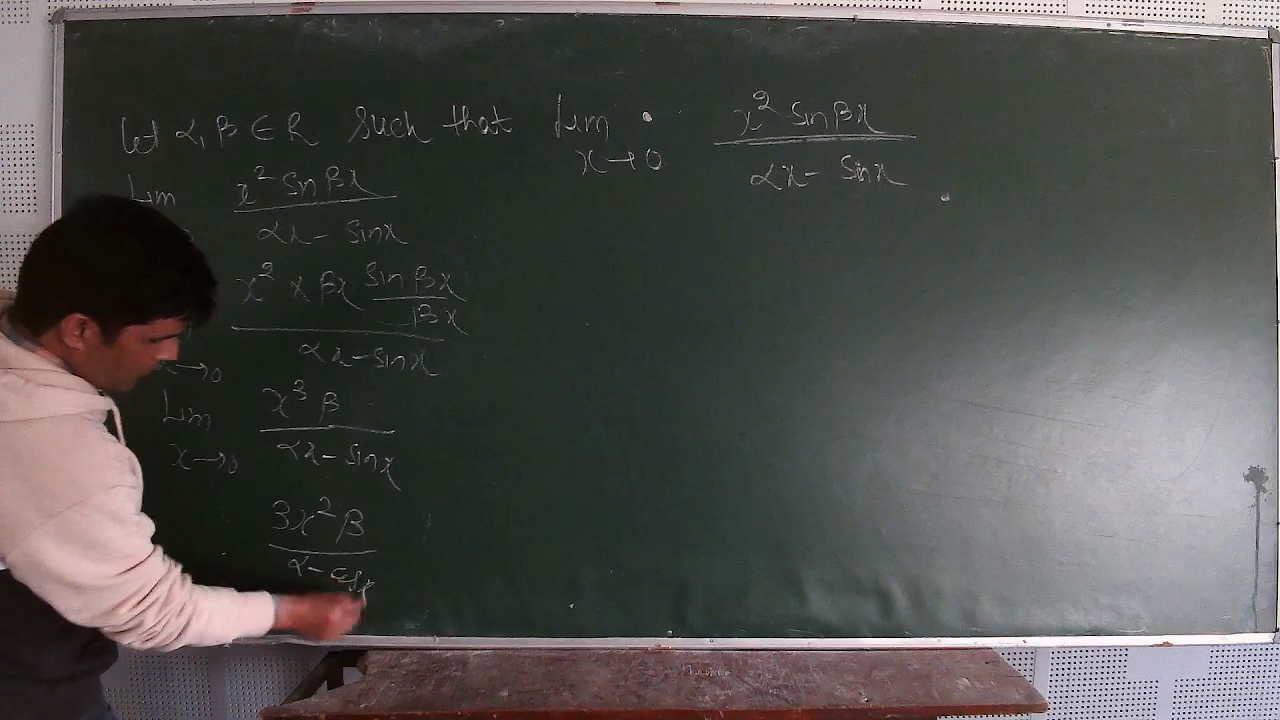 Let α, β ∈ R such that Lim x→0 x² Sin βx / αx - Sin x
Lim x² Sin βx / αx - Sin x
x² × βx Sin βx / βx
αx - Sin x
x→0
Lim x→0 x³ β / αx - Sin x
3x² β / α - cos x